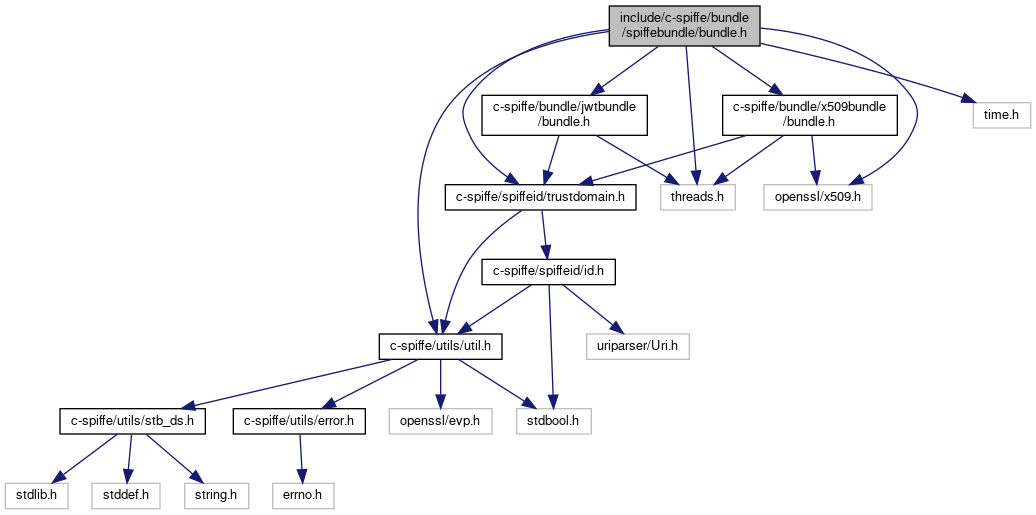 include/c-spiffe/bundle
/spiffebundle/bundle.h
c-spiffe/bundle/jwtbundle
/bundle.h
c-spiffe/bundle/x509bundle
/bundle.h
time.h
c-spiffe/spiffeid/trustdomain.h
threads.h
openssl/x509.h
c-spiffe/spiffeid/id.h
c-spiffe/utils/util.h
uriparser/Uri.h
c-spiffe/utils/stb_ds.h
c-spiffe/utils/error.h
openssl/evp.h
stdbool.h
stdlib.h
stddef.h
string.h
errno.h